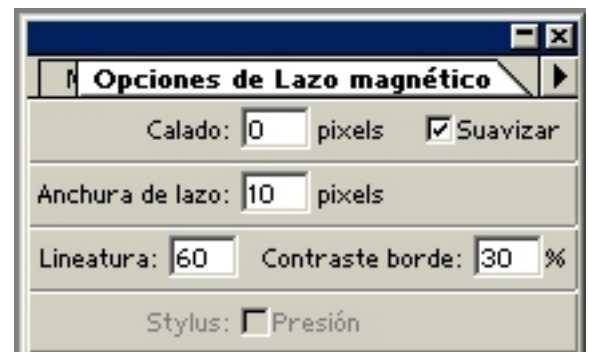 Opciones de Lazo magnético
Calado: 0 pixels Suavizar
Anchura de lazo: 10 pixels
Lineatura: 60 Contraste borde: 30 %
Stylus: Presión